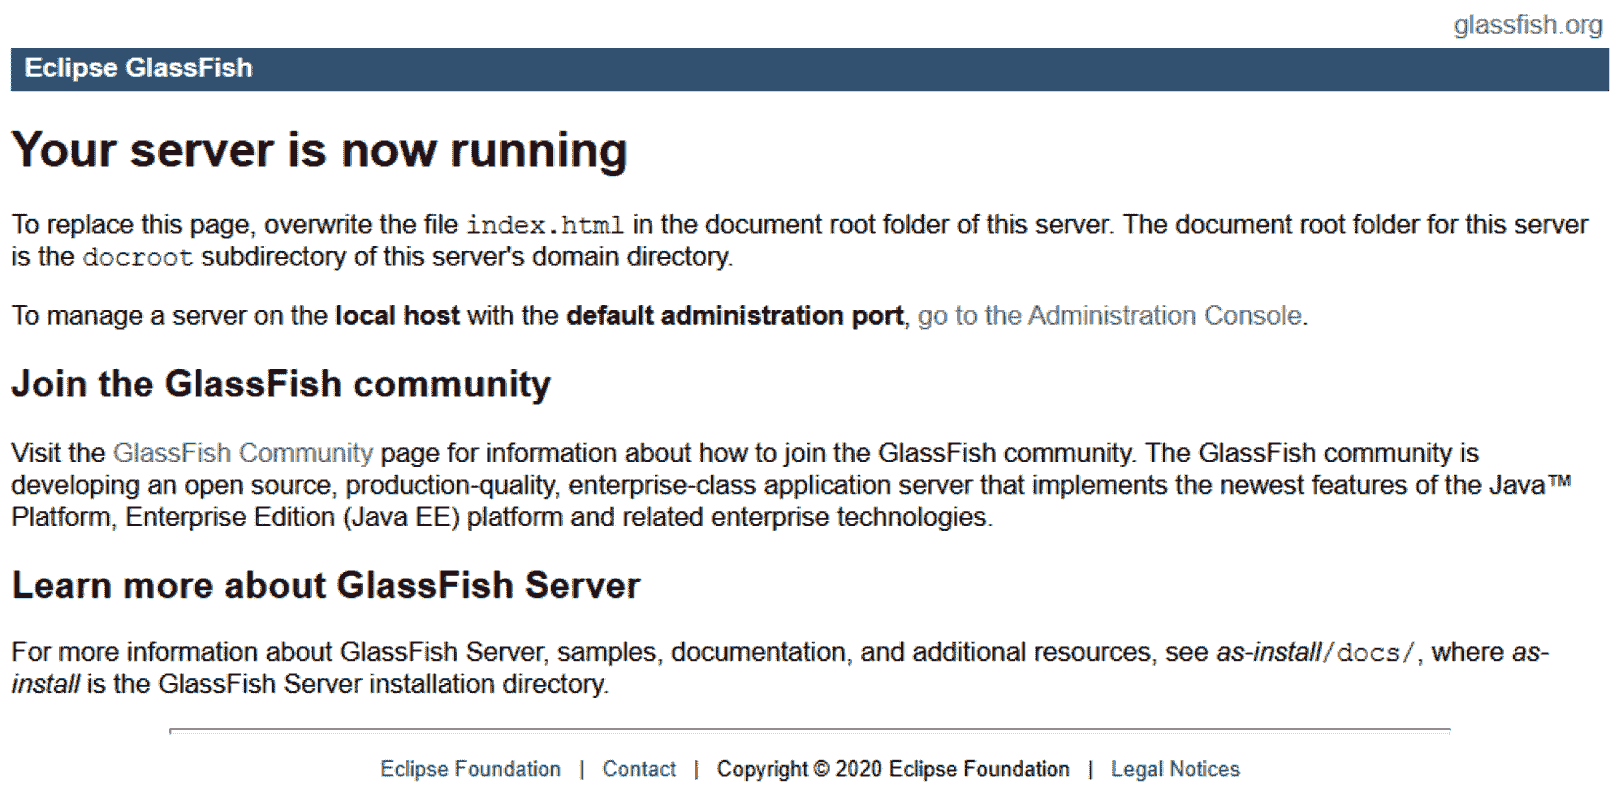 glassfish.org
Eclipse GlassFish
Your server is now running
To replace this page, overwrite the file index.html in the document root folder of this server. The document root folder for this server
is the docroot subdirectory of this server's domain directory.
To manage a server on the local host with the default administration port, go to the Administration Console.
Join the GlassFish community
Visit the GlassFish Community page for information about how to join the GlassFish community. The GlassFish community is
developing an open source, production-quality, enterprise-class application server that implements the newest features of the Java™
Platform, Enterprise Edition (Java EE) platform and related enterprise technologies.
Learn more about GlassFish Server
For more information about GlassFish Server, samples, documentation, and additional resources, see as-install/docs/, where as-
install is the GlassFish Server installation directory.
Eclipse Foundation | Contact | Copyright © 2020 Eclipse Foundation | Legal Notices